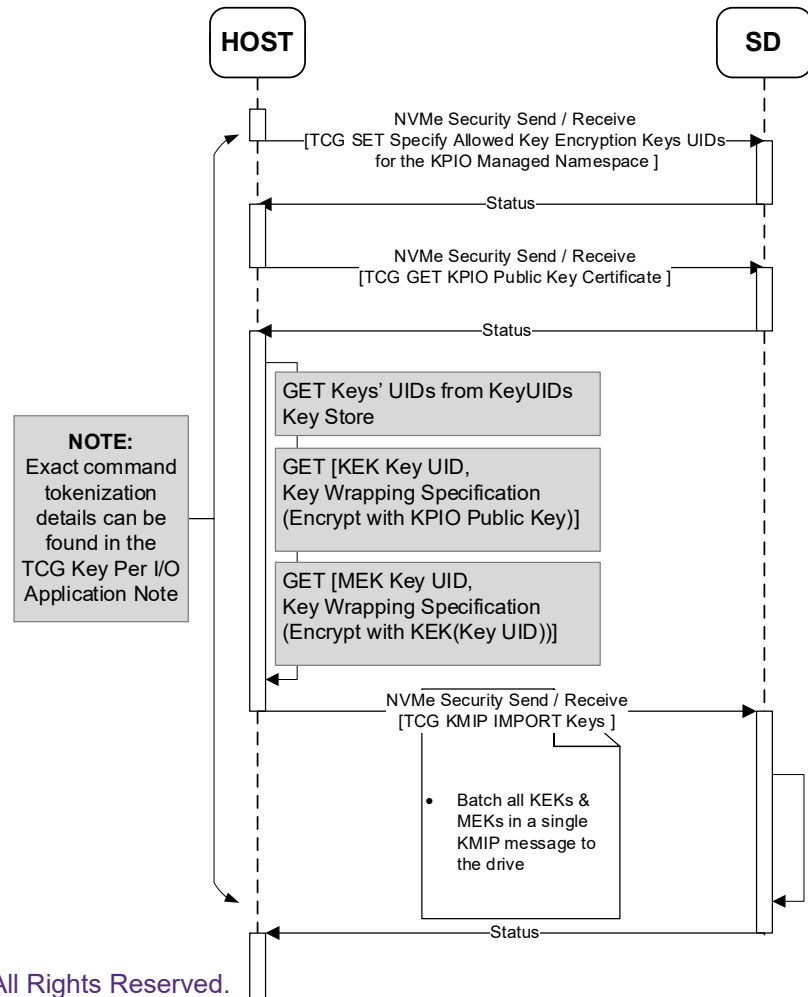 HOST
SD
NVMe Security Send / Receive
[TCG SET Specify Allowed Key Encryption Keys UIDs
for the KPIO Managed Namespace ]
Status
NVMe Security Send / Receive
[TCG GET KPIO Public Key Certificate ]
Status
GET Keys’ UIDs from KeyUIDs
Key Store
GET [KEK Key UID,
Key Wrapping Specification
(Encrypt with KPIO Public Key)]
GET [MEK Key UID,
Key Wrapping Specification
(Encrypt with KEK(Key UID))]
NOTE:
Exact command
tokenization
details can be
found in the
TCG Key Per I/O
Application Note
NVMe Security Send / Receive
[TCG KMIP IMPORT Keys ]
• Batch all KEKs &
MEKs in a single
KMIP message to
the drive
Status
All Rights Reserved.